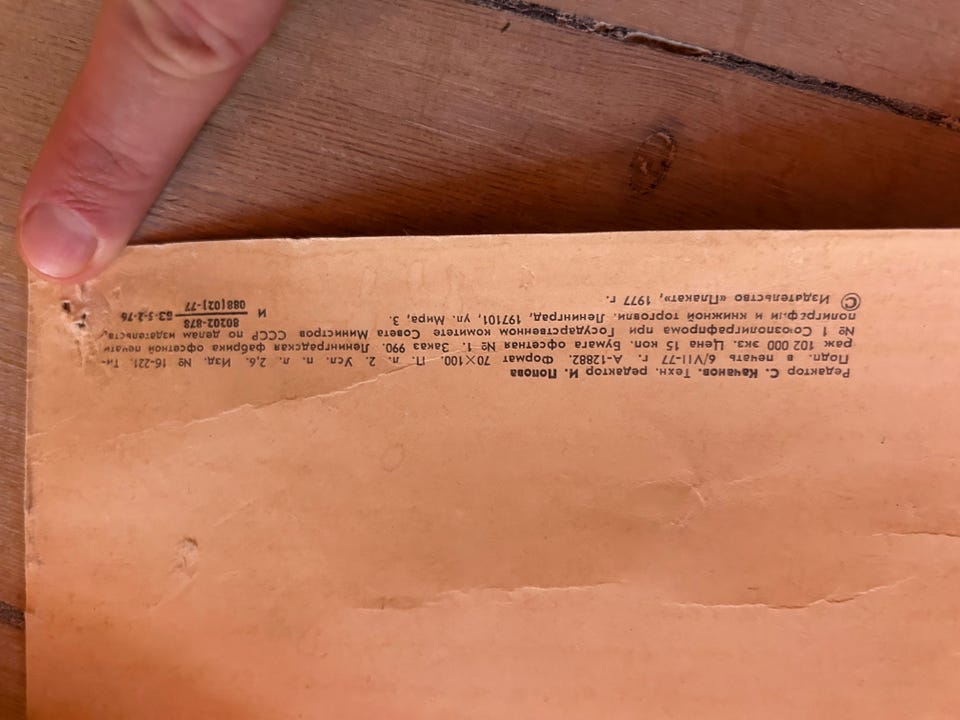 Редактор С. Качанов. Техн. редактор И. Попова
Подп. в печать 6/VII-77 г. А-12882. Формат 70×100. П. л. 2. Усл. п. л. 2,6. Изд. № 16-221. Ти-
раж 102 000 экз. Цена 15 коп. Бумага офсетная № 1. Заказ 990. Ленинградская фабрика офсетной печати
№ 1 Союзполиграфпрома при Государственном комитете Совета Министров СССР по делам издательств,
полиграфии и книжной торговли. Ленинград, 197101, ул. Мира, 3.
И 80202-878
088(02)-77 БЗ-5-2-76
© Издательство «Плакат», 1977 г.